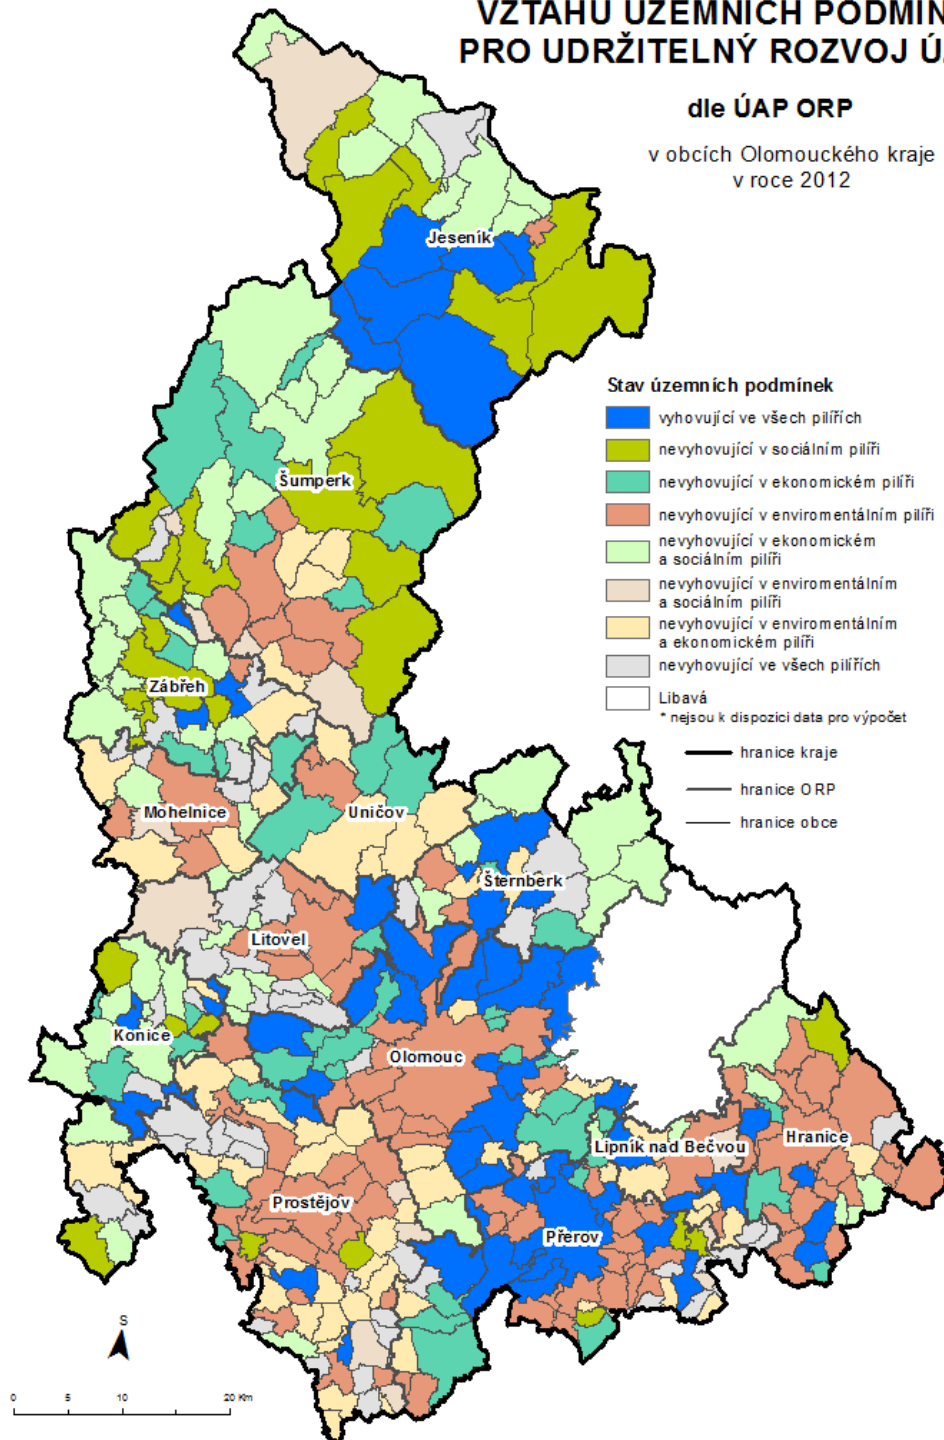 VZTAHU ÚZEMNÍCH PODMÍN
PRO UDRŽITELNÝ ROZVOJ Ú
dle ÚAP ORP
v obcích Olomouckého kraje
v roce 2012
Jeseník
Stav územních podmínek
vyhovující ve všech pilířích
nevyhovující v sociálním pilíři
nevyhovující v ekonomickém pilíři
nevyhovující v enviromentálním pilíři
nevyhovující v ekonomickém
a sociálním pilíři
nevyhovující v enviromentálním
a sociálním pilíři
nevyhovující v enviromentálním
a ekonomickém pilíři
nevyhovující ve všech pilířích
Libavá
* nejsou k dispozici data pro výpočet
hranice kraje
hranice ORP
hranice obce
Šumperk
Zábřeh
Mohelnice
Uničov
Šternberk
Litovel
Konice
Olomouc
Hranice
Lipník nad Bečvou
Prostějov
Přerov
S
0 5 10 20 Km